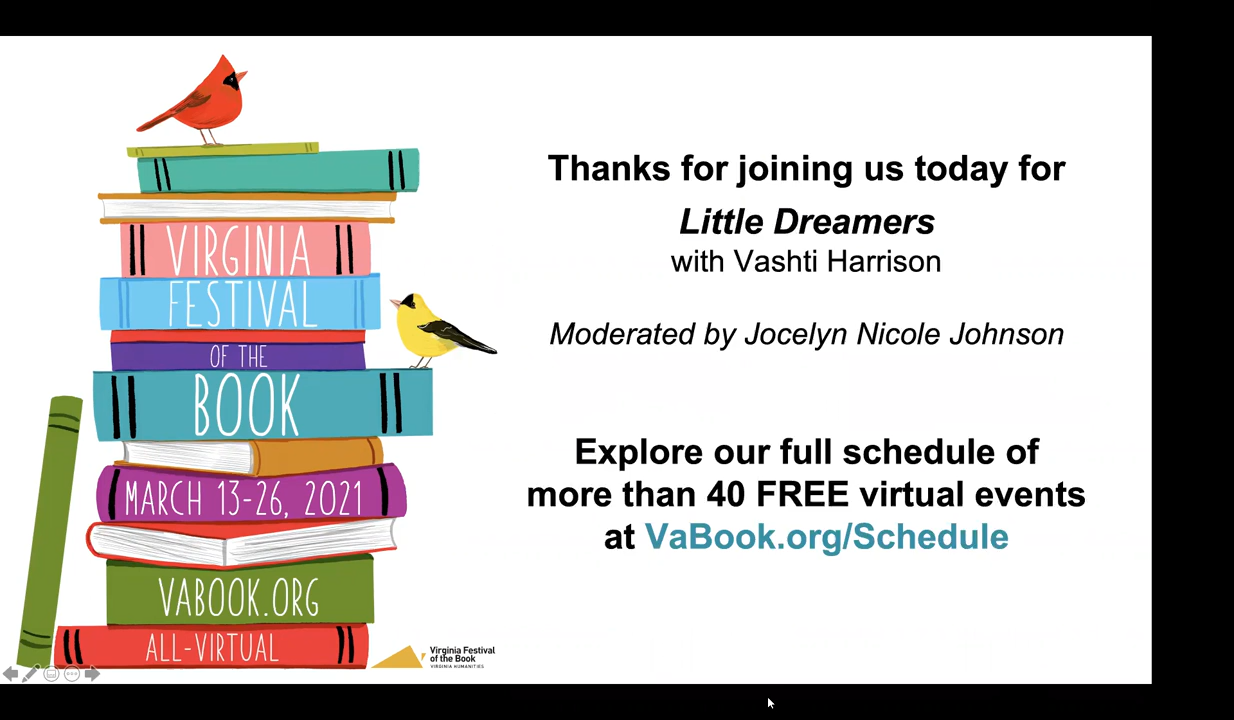 VIRGINIA
FESTIVAL
OF THE
BOOK
MARCH 13-26, 2021
VABOOK.ORG
ALL-VIRTUAL
Virginia Festival
of the Book
VIRGINIA HUMANITIES
Thanks for joining us today for
Little Dreamers
with Vashti Harrison
Moderated by Jocelyn Nicole Johnson
Explore our full schedule of
more than 40 FREE virtual events
at VaBook.org/Schedule